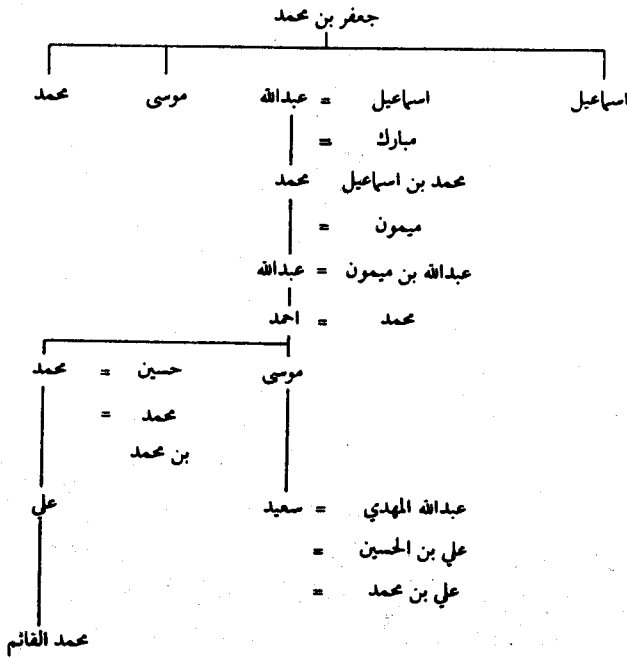 جعفر بن محمد
اسماعيل اسماعيل = عبدالله موسى محمد
مبارك =
محمد بن اسماعيل محمد
ميمون =
عبدالله بن ميمون = عبدالله
محمد = احمد
موسى حسين = محمد
محمد =
بن محمد
عبدالله المهدي = سعيد علي
علي بن الحسين =
علي بن محمد =
محمد القائم